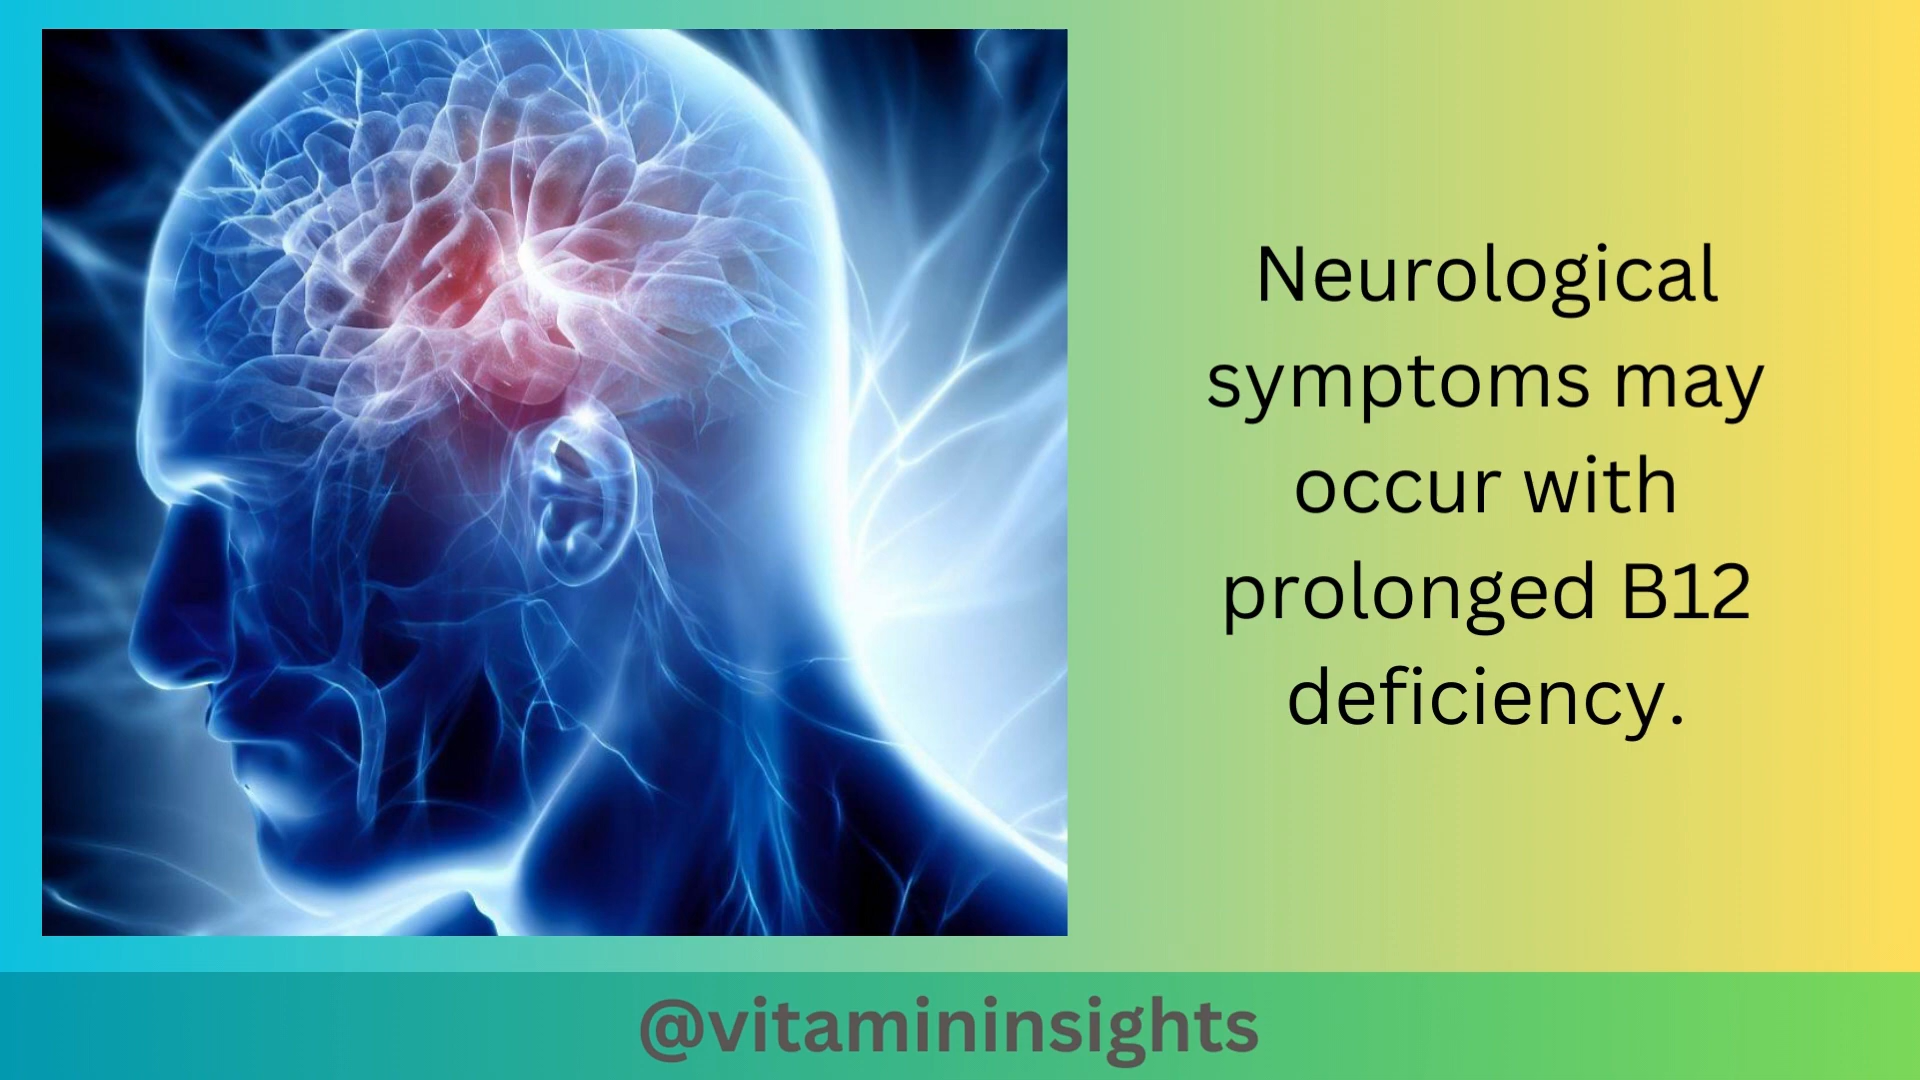 Neurological
symptoms may
occur with
prolonged B12
deficiency.
@vitamininsights